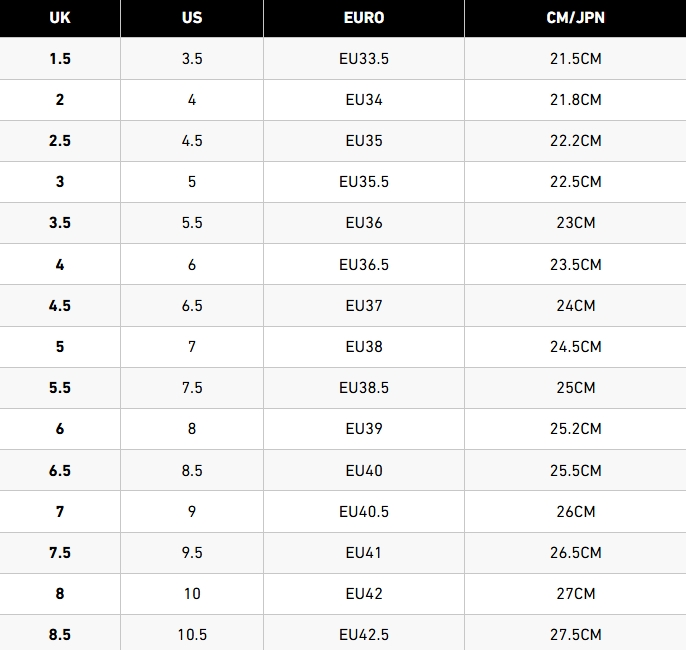 UK US EURO CM/JPN
1.5 3.5 EU33.5 21.5CM
2 4 EU34 21.8CM
2.5 4.5 EU35 22.2CM
3 5 EU35.5 22.5CM
3.5 5.5 EU36 23CM
4 6 EU36.5 23.5CM
4.5 6.5 EU37 24CM
5 7 EU38 24.5CM
5.5 7.5 EU38.5 25CM
6 8 EU39 25.2CM
6.5 8.5 EU40 25.5CM
7 9 EU40.5 26CM
7.5 9.5 EU41 26.5CM
8 10 EU42 27CM
8.5 10.5 EU42.5 27.5CM